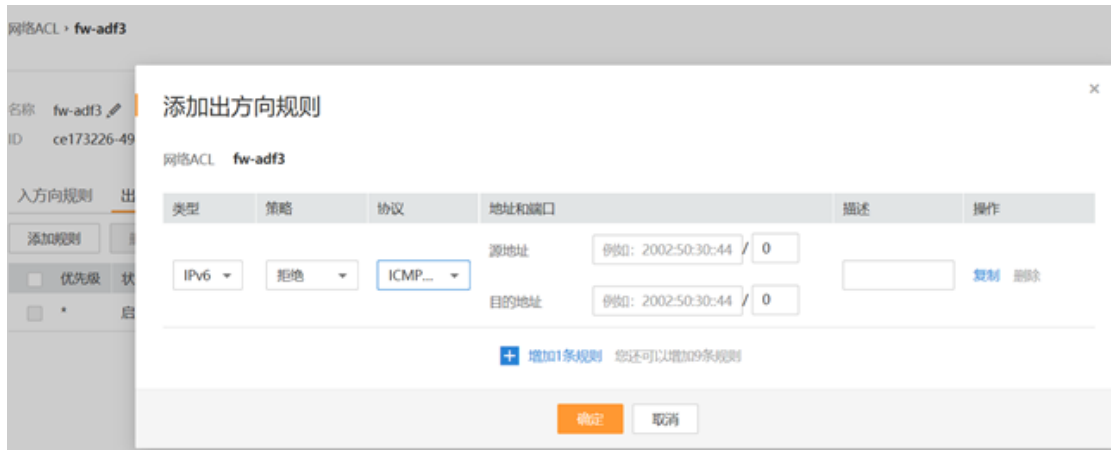 网络ACL › fw-adf3
名称 fw-adf3
ID ce173226-49
入方向规则 出
添加规则
优先级 状
* 启
添加出方向规则
×
网络ACL fw-adf3
类型 策略 协议 地址和端口 描述 操作
IPv6 拒绝 ICMP... 源地址 例如：2002:50:30::44 / 0 复制 删除
目的地址 例如：2002:50:30::44 / 0
增加1条规则 您还可以增加9条规则
确定 取消